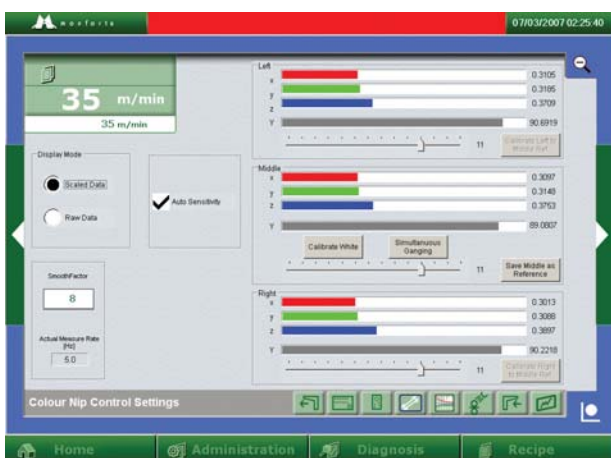 monforts
07/03/2007 02:25:40
35 m/min
35 m/min
Display Mode
Scaled Data
Raw Data
Auto Sensitivity
SmoothFactor
8
Actual Measure Rate
[Hz]
5.0
Left
x 0.3105
y 0.3185
z 0.3709
Y 90.6919
11
Calibrate Left to
Middle Ref.
Middle
x 0.3097
y 0.3148
z 0.3753
Y 89.0807
Calibrate White
Simultaneous
Ganging
11
Save Middle as
Reference
Right
x 0.3013
y 0.3088
z 0.3897
Y 90.2218
11
Calibrate Right
to Middle Ref.
Colour Nip Control Settings
Home
Administration
Diagnosis
Recipe